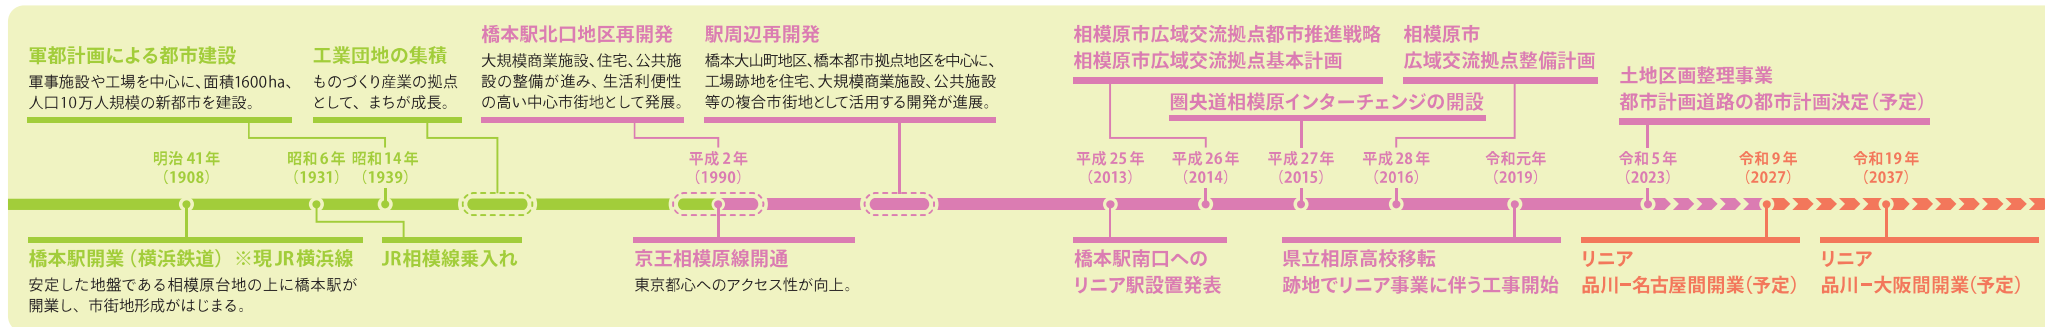 軍都計画による都市建設
軍事施設や工場を中心に、面積1600ha、
人口10万人規模の新都市を建設。
工業団地の集積
ものづくり産業の拠点
として、まちが成長。
橋本駅北口地区再開発
大規模商業施設、住宅、公共施
設の整備が進み、生活利便性
の高い中心市街地として発展。
駅周辺再開発
橋本大山町地区、橋本都市拠点地区を中心に、
工場跡地を住宅、大規模商業施設、公共施設
等の複合市街地として活用する開発が進展。
相模原市広域交流拠点都市推進戦略
相模原市広域交流拠点基本計画
圏央道相模原インターチェンジの開設
相模原市
広域交流拠点整備計画
土地区画整理事業
都市計画道路の都市計画決定（予定）
明治41年
（1908）
昭和6年
（1931）
昭和14年
（1939）
平成2年
（1990）
平成25年
（2013）
平成26年
（2014）
平成27年
（2015）
平成28年
（2016）
令和元年
（2019）
令和5年
（2023）
令和9年
（2027）
令和19年
（2037）
橋本駅開業（横浜鉄道）※現JR横浜線
安定した地盤である相模原台地の上に橋本駅が
開業し、市街地形成がはじまる。
JR相模線乗入れ
京王相模原線開通
東京都心へのアクセス性が向上。
橋本駅南口への
リニア駅設置発表
県立相原高校移転
跡地でリニア事業に伴う工事開始
リニア
品川ー名古屋間開業（予定）
リニア
品川ー大阪間開業（予定）